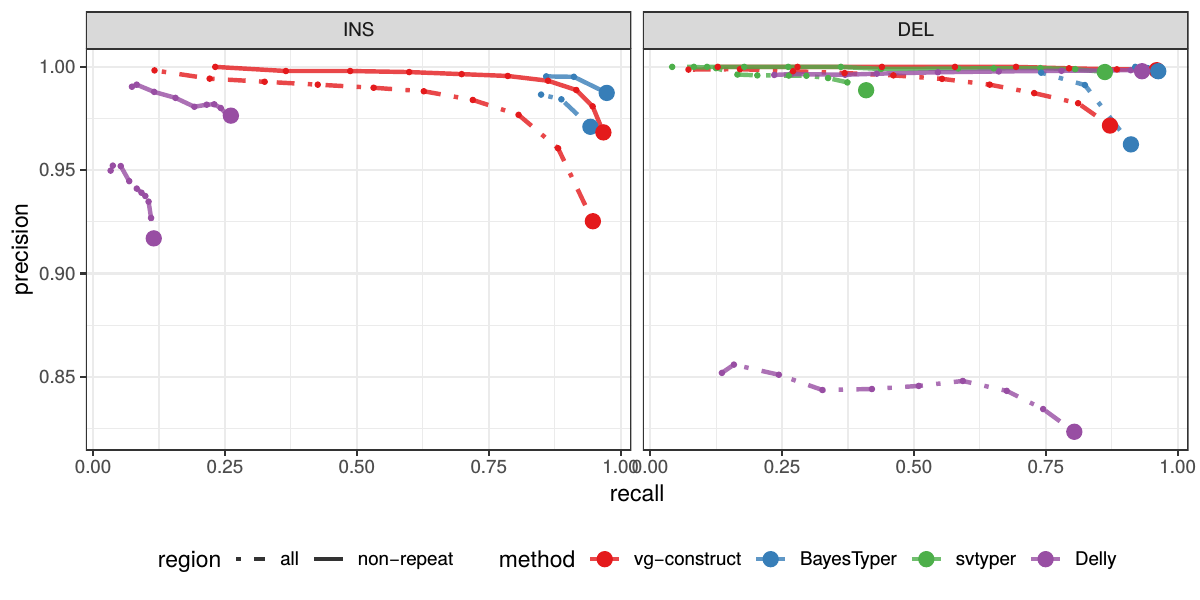 INS DEL
1.00
0.95
0.90
0.85
precision
0.00 0.25 0.50 0.75 1.00 0.00 0.25 0.50 0.75 1.00
recall
region all non−repeat method vg−construct BayesTyper svtyper Delly